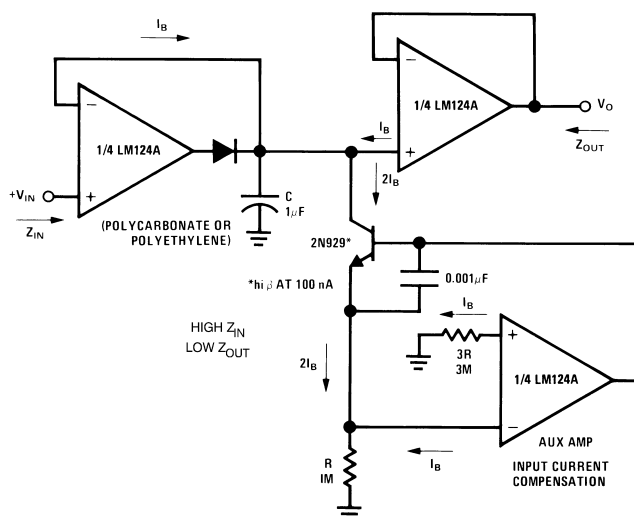 I_B
−
1/4 LM124A
+
+V_IN
Z_IN
C
1μF
(POLYCARBONATE OR
POLYETHYLENE)
−
1/4 LM124A
+
I_B
V_O
Z_OUT
2I_B
2N929*
*hi β AT 100 nA
0.001μF
HIGH Z_IN
LOW Z_OUT
I_B
3R
3M
+
1/4 LM124A
−
2I_B
R
1M
I_B
AUX AMP
INPUT CURRENT
COMPENSATION